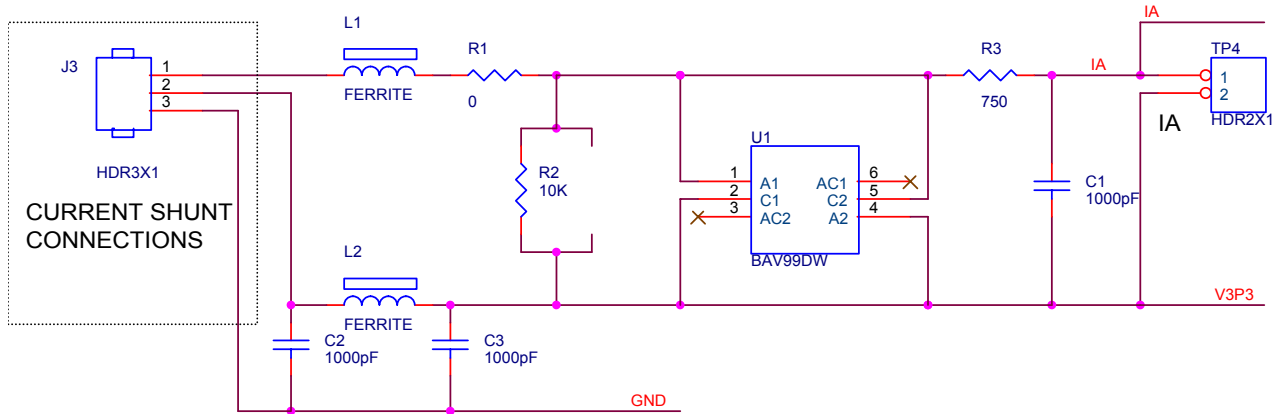 IA
L1
R1
R3
TP4
J3
1
2
3
FERRITE
0
IA
750
1
2
IA
HDR2X1
HDR3X1
R2
10K
U1
1
2
3
A1
C1
AC2
AC1
C2
A2
6
5
4
BAV99DW
C1
1000pF
CURRENT SHUNT
CONNECTIONS
L2
FERRITE
V3P3
C2
1000pF
C3
1000pF
GND